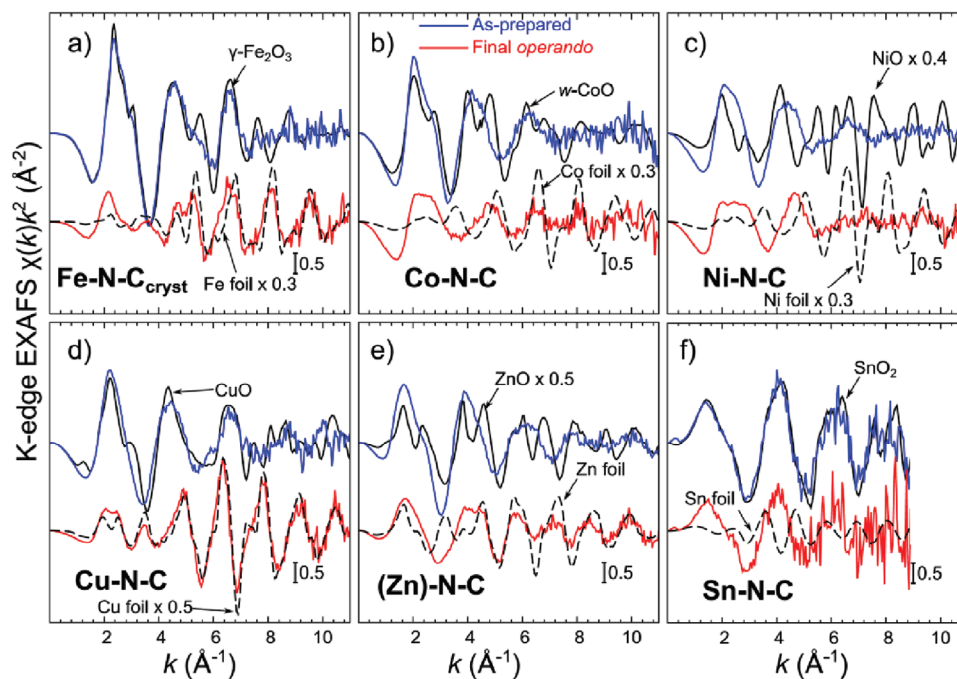 K-edge EXAFS χ(k)k² (Å⁻²)
a)
γ-Fe₂O₃
Fe foil x 0.3
0.5
Fe-N-C_cryst
b)
As-prepared
Final operando
w-CoO
Co foil x 0.3
0.5
Co-N-C
c)
NiO x 0.4
0.5
Ni-N-C
Ni foil x 0.3
d)
CuO
0.5
Cu-N-C
Cu foil x 0.5
2 4 6 8 10
k (Å⁻¹)
e)
ZnO x 0.5
Zn foil
0.5
(Zn)-N-C
2 4 6 8 10
k (Å⁻¹)
f)
SnO₂
Sn foil
0.5
Sn-N-C
2 4 6 8 10
k (Å⁻¹)